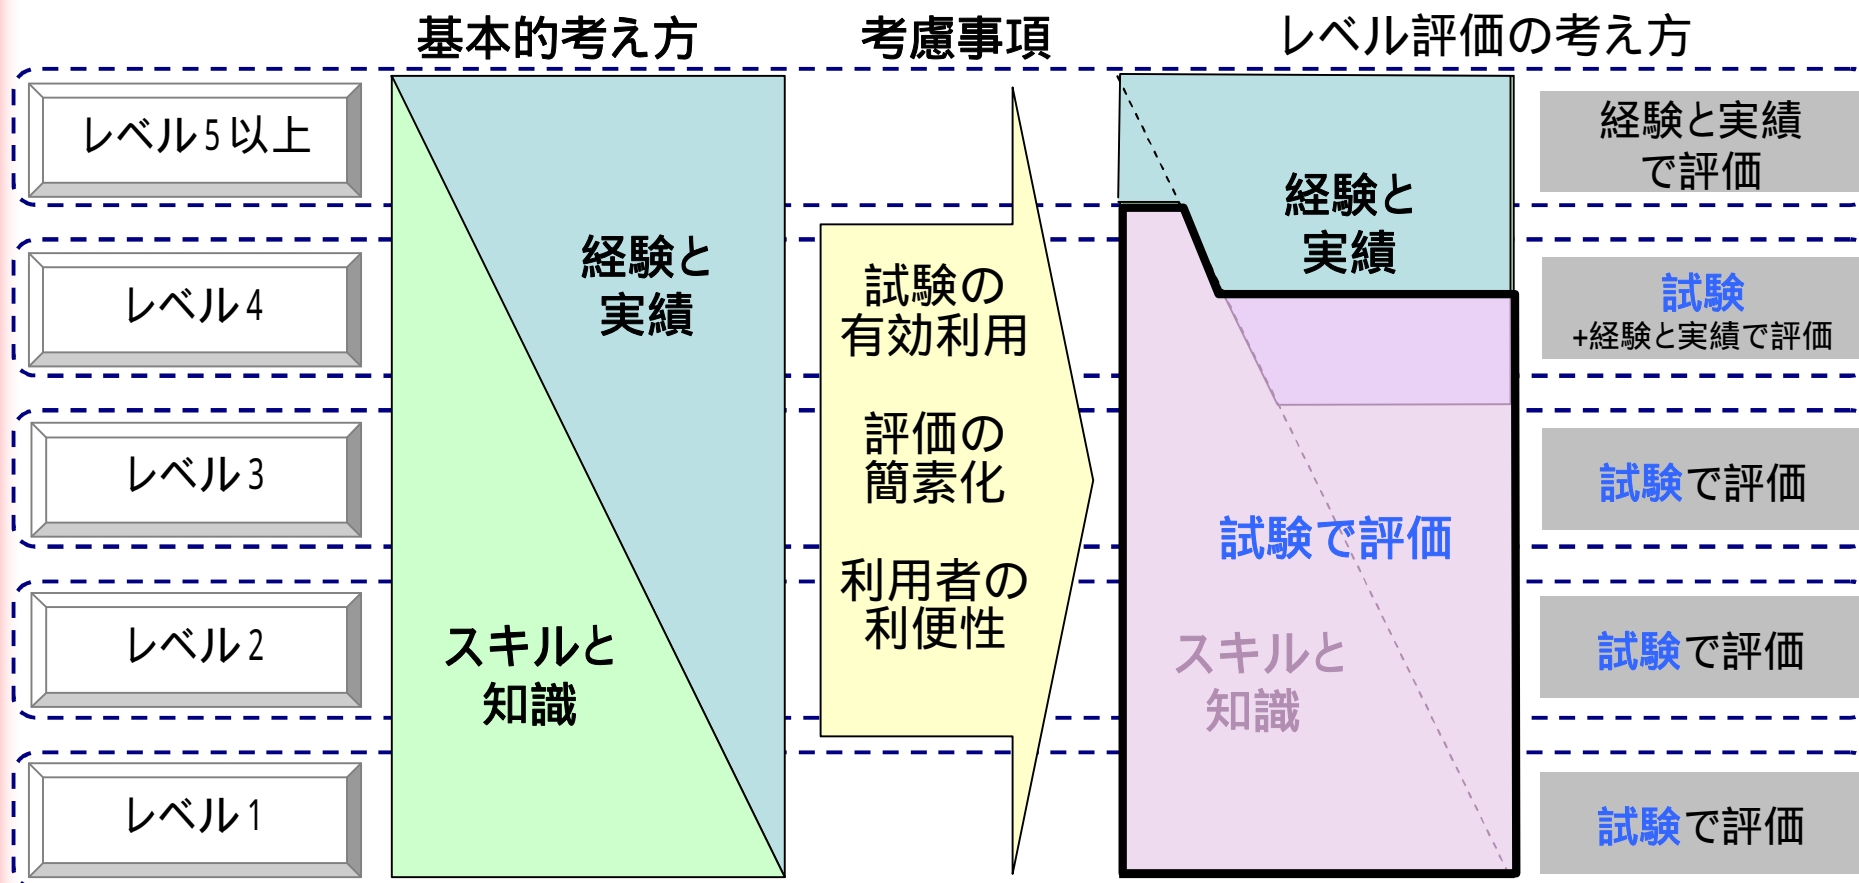 基本的考え方
考慮事項
レベル評価の考え方
レベル5以上
経験と実績
で評価
経験と
実績
レベル4
経験と
実績
試験の
有効利用
試験
+経験と実績で評価
レベル3
評価の
簡素化
試験で評価
試験で評価
レベル2
スキルと
知識
利用者の
利便性
スキルと
知識
試験で評価
レベル1
試験で評価